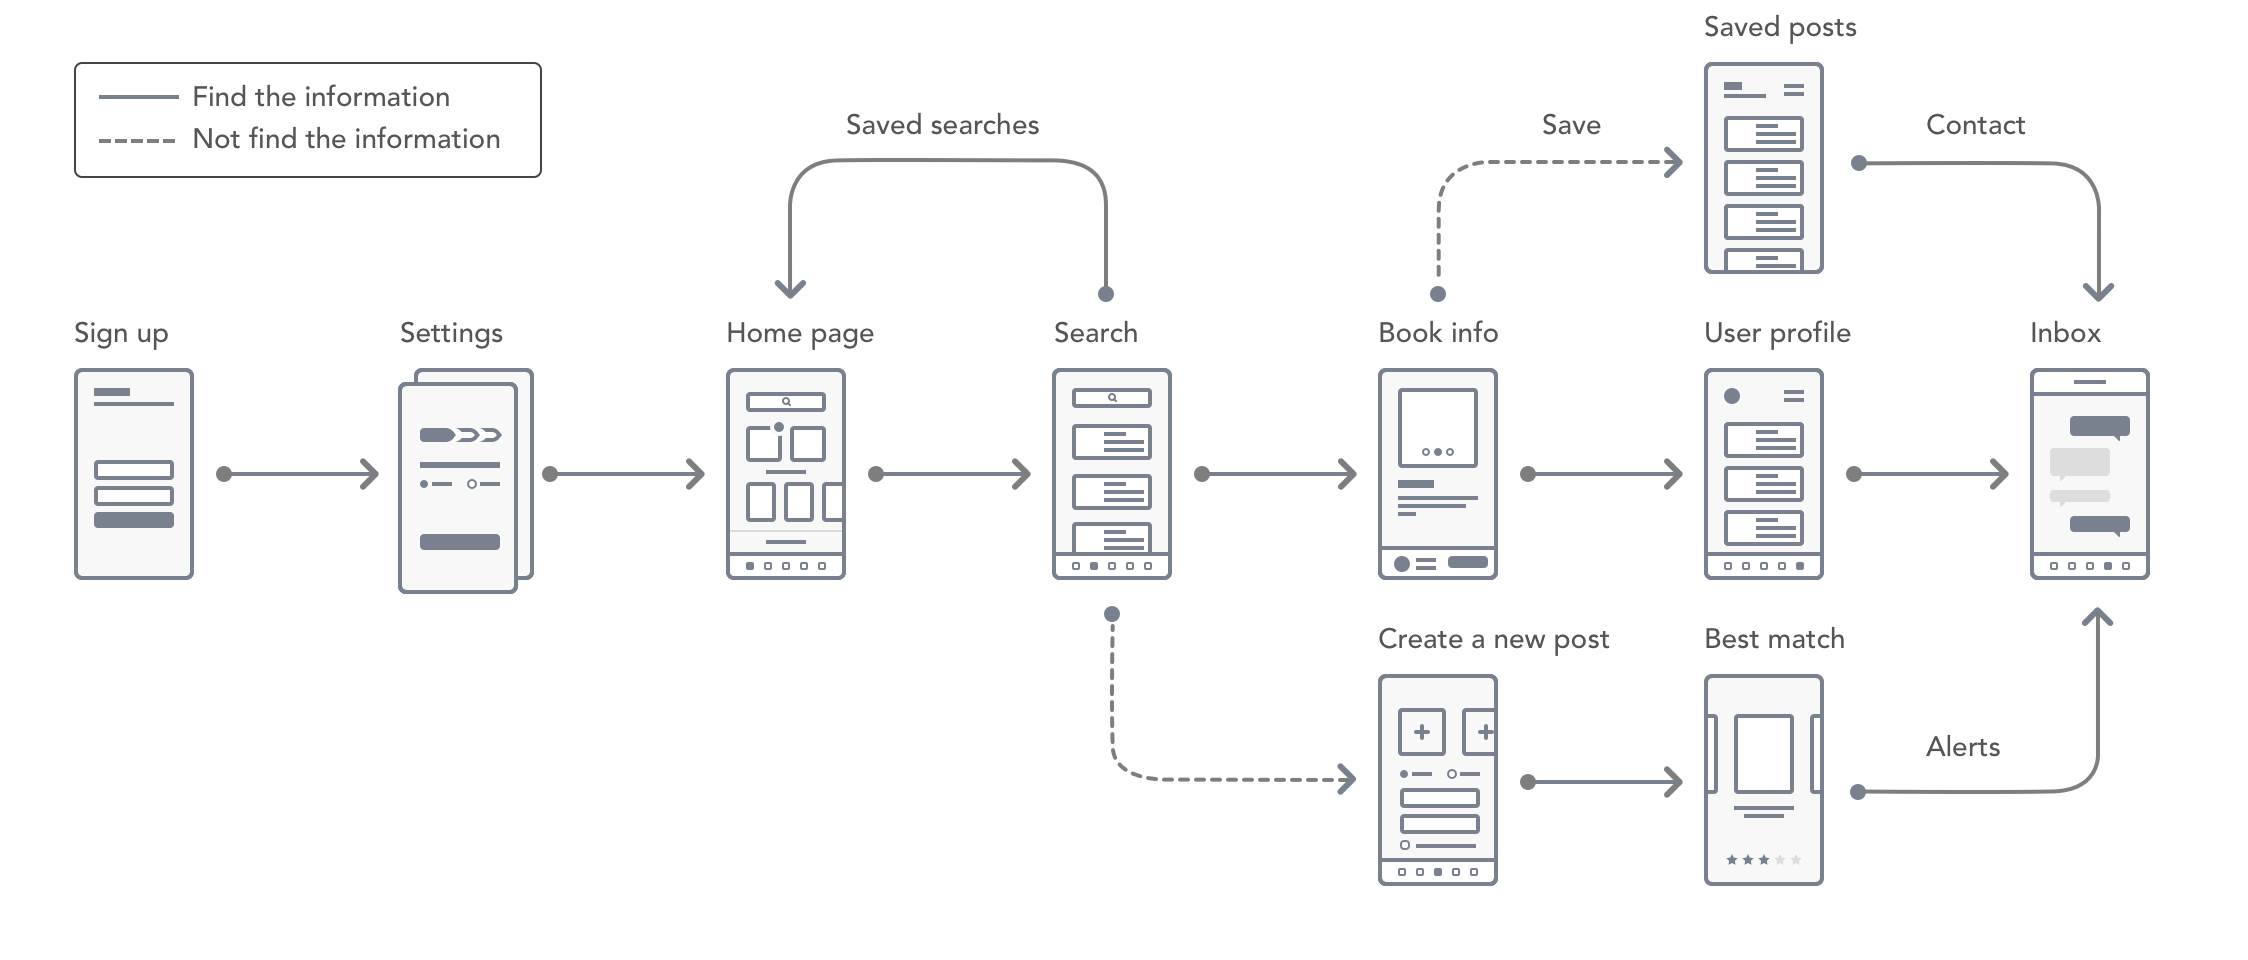 Saved posts
Find the information
Not find the information
Saved searches
Save
Contact
Sign up
Settings
Home page
Search
Book info
User profile
Inbox
Create a new post
Best match
Alerts